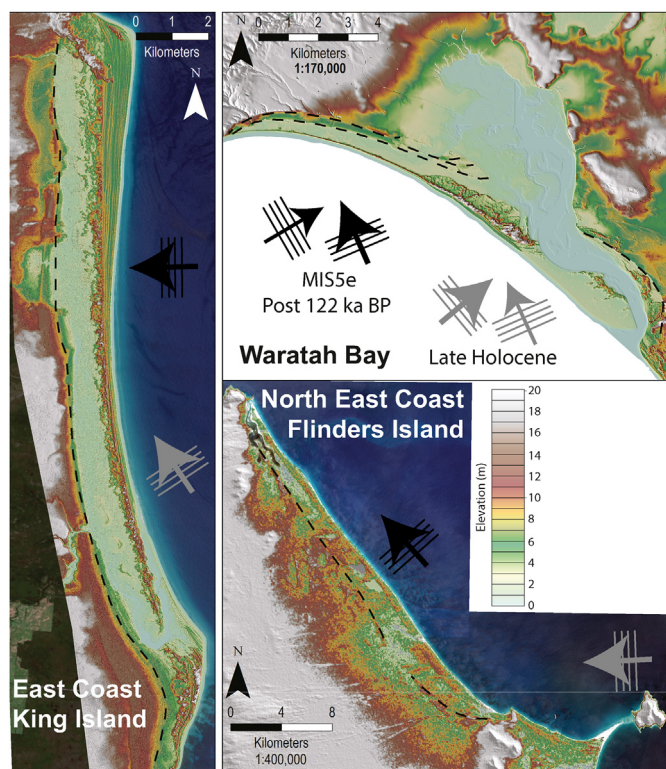 0 1 2
Kilometers
N
East Coast
King Island
0 1 2 3 4
Kilometers
1:170,000
N
MIS5e
Post 122 ka BP
Waratah Bay
Late Holocene
North East Coast
Flinders Island
Elevation (m)
20
18
16
14
12
10
8
6
4
2
0
N
0 4 8
Kilometers
1:400,000